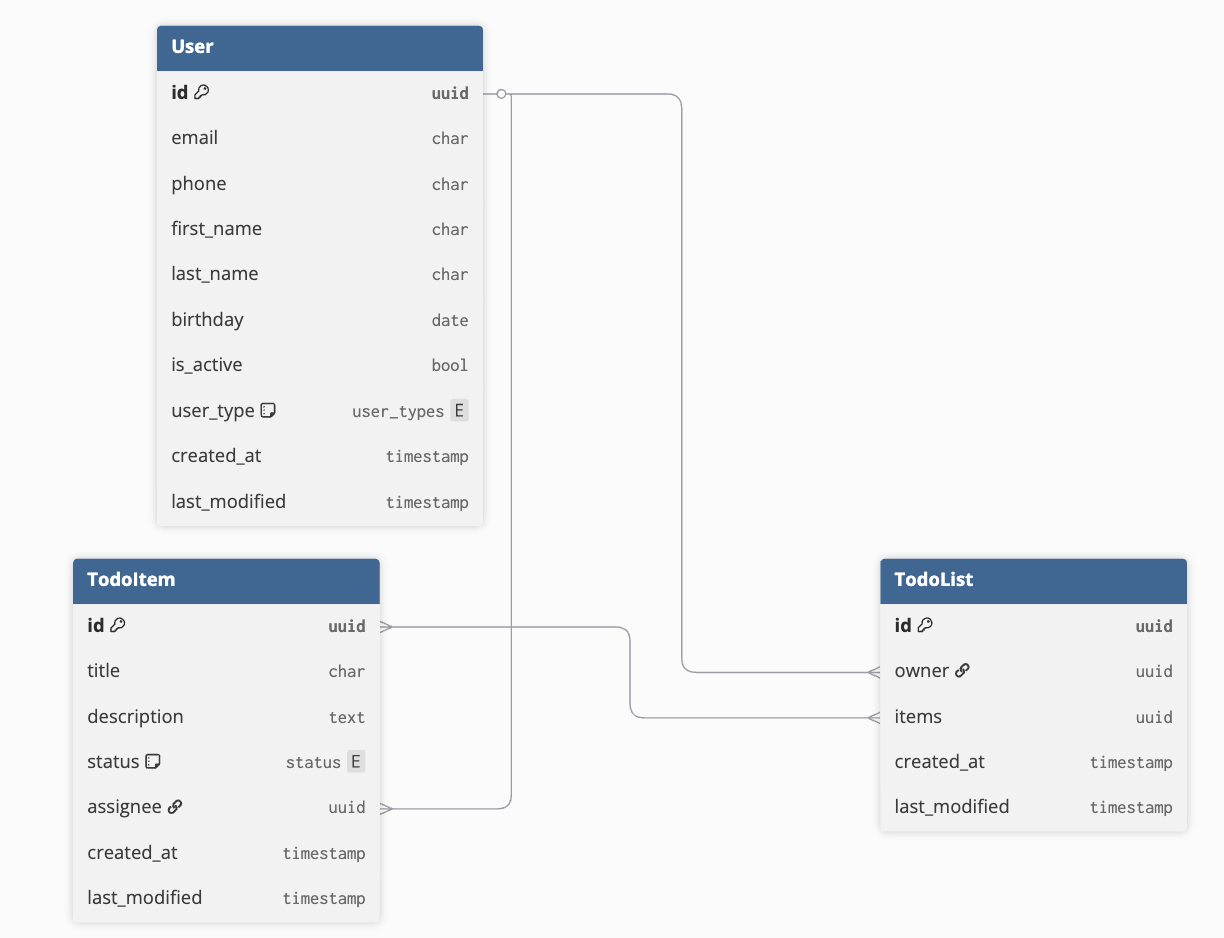 User
id uuid
email char
phone char
first_name char
last_name char
birthday date
is_active bool
user_type user_types E
created_at timestamp
last_modified timestamp
TodoItem
id uuid
title char
description text
status status E
assignee uuid
created_at timestamp
last_modified timestamp
TodoList
id uuid
owner uuid
items uuid
created_at timestamp
last_modified timestamp